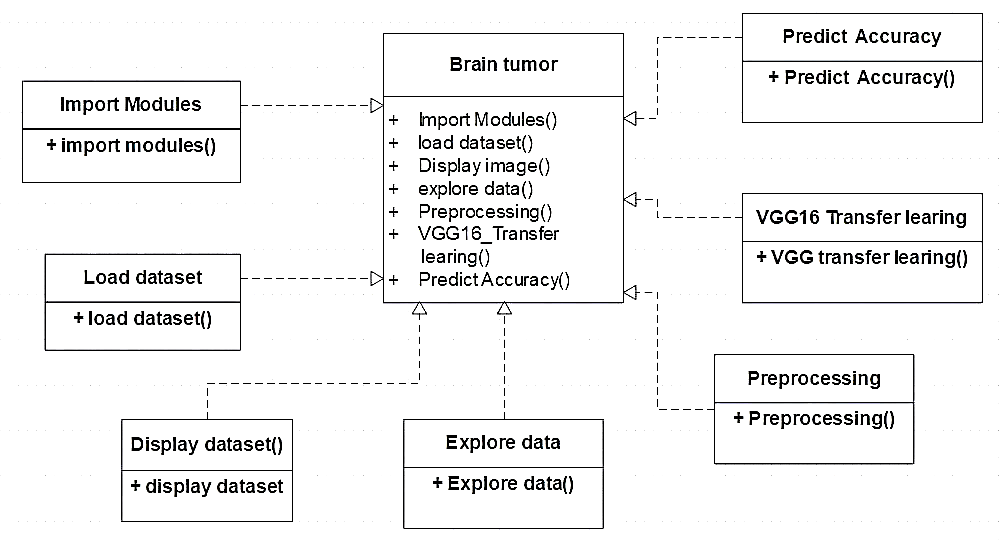 Brain tumor
+ Import Modules()
+ load dataset()
+ Display image()
+ explore data()
+ Preprocessing()
+ VGG16_Transfer
learing()
+ Predict Accuracy()
Import Modules
+ import modules()
Load dataset
+ load dataset()
Display dataset()
+ display dataset
Explore data
+ Explore data()
Predict Accuracy
+ Predict Accuracy()
VGG16 Transfer learing
+ VGG transfer learing()
Preprocessing
+ Preprocessing()